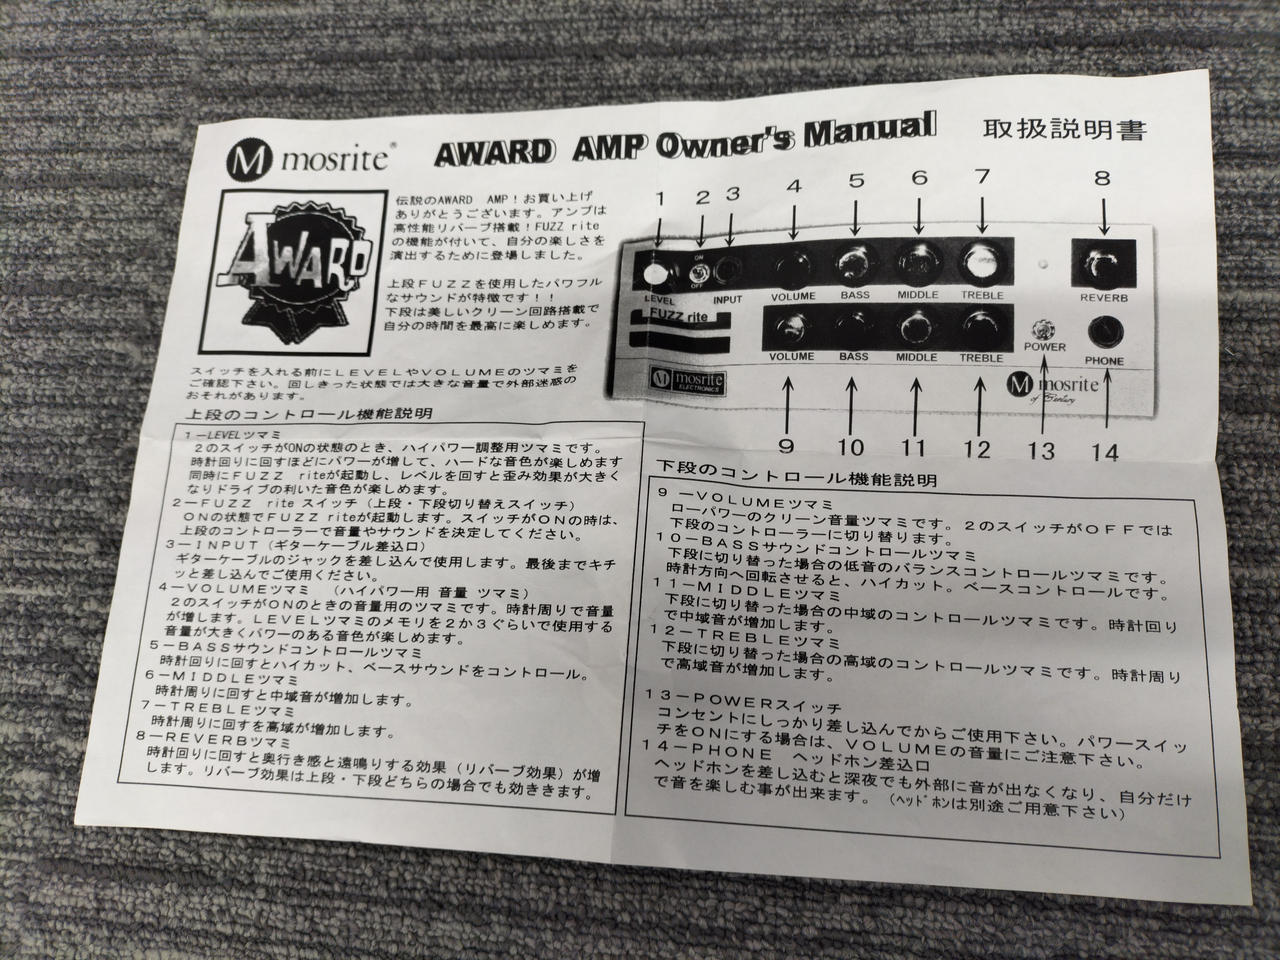 M mosrite®
AWARD AMP Owner's Manual 取扱説明書
AWARD
伝説のAWARD AMP！お買い上げ
ありがとうございます。アンプは
高性能リバーブ搭載！FUZZ rite
の機能が付いて、自分の楽しさを
演出するために登場しました。
上段FUZZを使用したパワフル
なサウンドが特徴です！！
下段は美しいクリーン回路搭載で
自分の時間を最高に楽しめます。
スイッチを入れる前にLEVELやVOLUMEのツマミを
ご確認下さい。回しきった状態では大きな音量で外部迷惑の
おそれがあります。
1 2 3 4 5 6 7 8
ON
OFF
LEVEL INPUT VOLUME BASS MIDDLE TREBLE REVERB
FUZZ rite
VOLUME BASS MIDDLE TREBLE POWER PHONE
M mosrite ELECTRONICS
M mosrite
of Century
9 10 11 12 13 14
上段のコントロール機能説明
1－LEVELツマミ
2のスイッチがONの状態のとき、ハイパワー調整用ツマミです。
時計回りに回すほどにパワーが増して、ハードな音色が楽しめます
同時にFUZZ riteが起動し、レベルを回すと歪み効果が大きく
なりドライブの利いた音色が楽しめます。
2－FUZZ rite スイッチ（上段・下段切り替えスイッチ）
ONの状態でFUZZ riteが起動します。スイッチがONの時は、
上段のコントローラーで音量やサウンドを決定してください。
3－INPUT（ギターケーブル差込口）
ギターケーブルのジャックを差し込んで使用します。最後までキチ
ッと差し込んでご使用ください。
4－VOLUMEツマミ （ハイパワー用 音量 ツマミ）
2のスイッチがONのときの音量用のツマミです。時計周りで音量
が増します。LEVELツマミのメモリを2か3ぐらいで使用する
音量が大きくパワーのある音色が楽しめます。
5－BASSサウンドコントロールツマミ
時計回りに回すとハイカット、ベースサウンドをコントロール。
6－MIDDLEツマミ
時計周りに回すと中域音が増加します。
7－TREBLEツマミ
時計周りに回すを高域が増加します。
8－REVERBツマミ
時計回りに回すと奥行き感と遠鳴りする効果（リバーブ効果）が増
します。リバーブ効果は上段・下段どちらの場合でも効ききます。
下段のコントロール機能説明
9 －VOLUMEツマミ
ローパワーのクリーン音量ツマミです。2のスイッチがOFFでは
下段のコントローラーに切り替ります。
10－BASSサウンドコントロールツマミ
下段に切り替った場合の低音のバランスコントロールツマミです。
時計方向へ回転させると、ハイカット。ベースコントロールです。
11－MIDDLEツマミ
下段に切り替った場合の中域のコントロールツマミです。時計回り
で中域音が増加します。
12－TREBLEツマミ
下段に切り替った場合の高域のコントロールツマミです。時計周り
で高域音が増加します。
13－POWERスイッチ
コンセントにしっかり差し込んでからご使用下さい。パワースイッ
チをONにする場合は、VOLUMEの音量にご注意下さい。
14－PHONE ヘッドホン差込口
ヘッドホンを差し込むと深夜でも外部に音が出なくなり、自分だけ
で音を楽しむ事が出来ます。（ﾍｯﾄﾞﾎﾝは別途ご用意下さい）